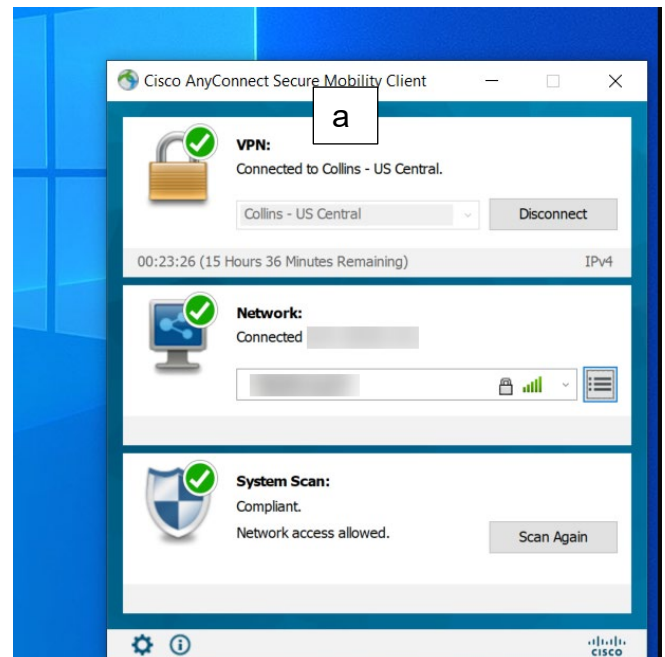 Cisco AnyConnect Secure Mobility Client
a
VPN:
Connected to Collins - US Central.
Collins - US Central
Disconnect
00:23:26 (15 Hours 36 Minutes Remaining)
IPv4
Network:
Connected
System Scan:
Compliant.
Network access allowed.
Scan Again
CISCO